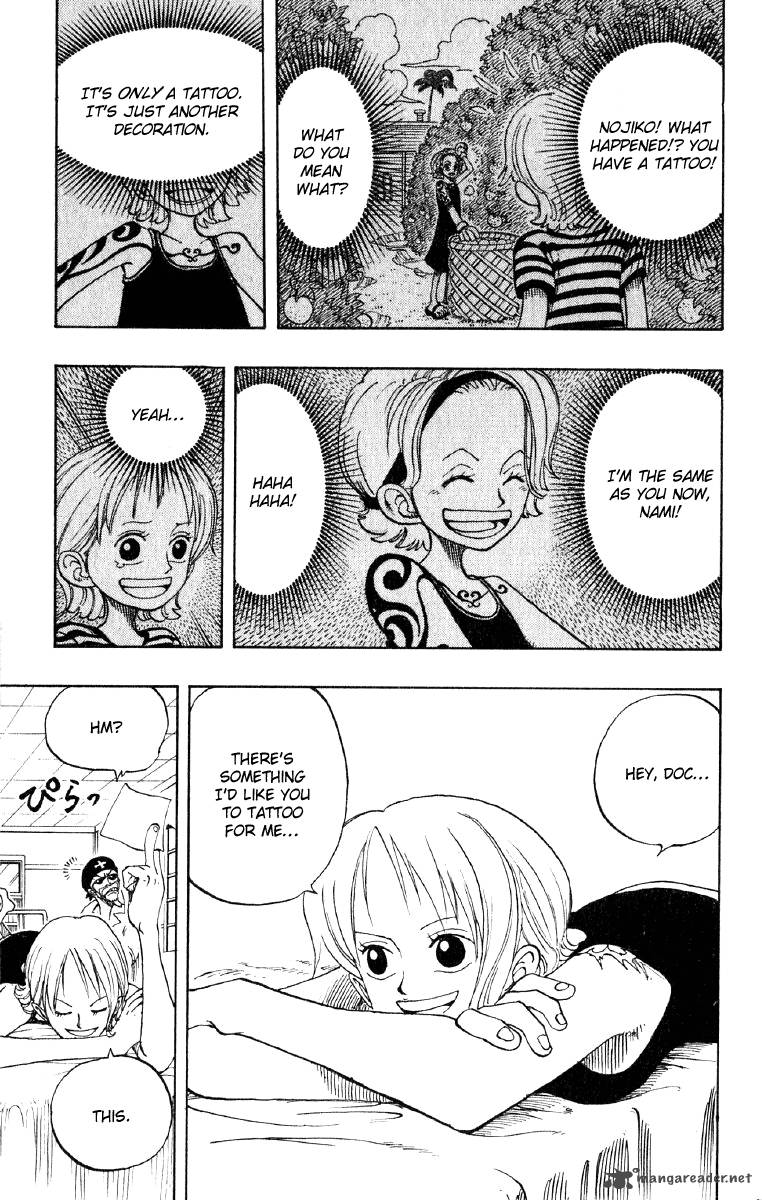 NOJIKO! WHAT
HAPPENED!? YOU
HAVE A TATTOO!
WHAT
DO YOU
MEAN
WHAT?
IT'S ONLY A TATTOO.
IT'S JUST ANOTHER
DECORATION.
I'M THE SAME
AS YOU NOW,
NAMI!
HAHA
HAHA!
YEAH...
HEY, DOC...
THERE'S
SOMETHING
I'D LIKE YOU
TO TATTOO
FOR ME...
HM?
ぴらっ
THIS.
mangareader.net